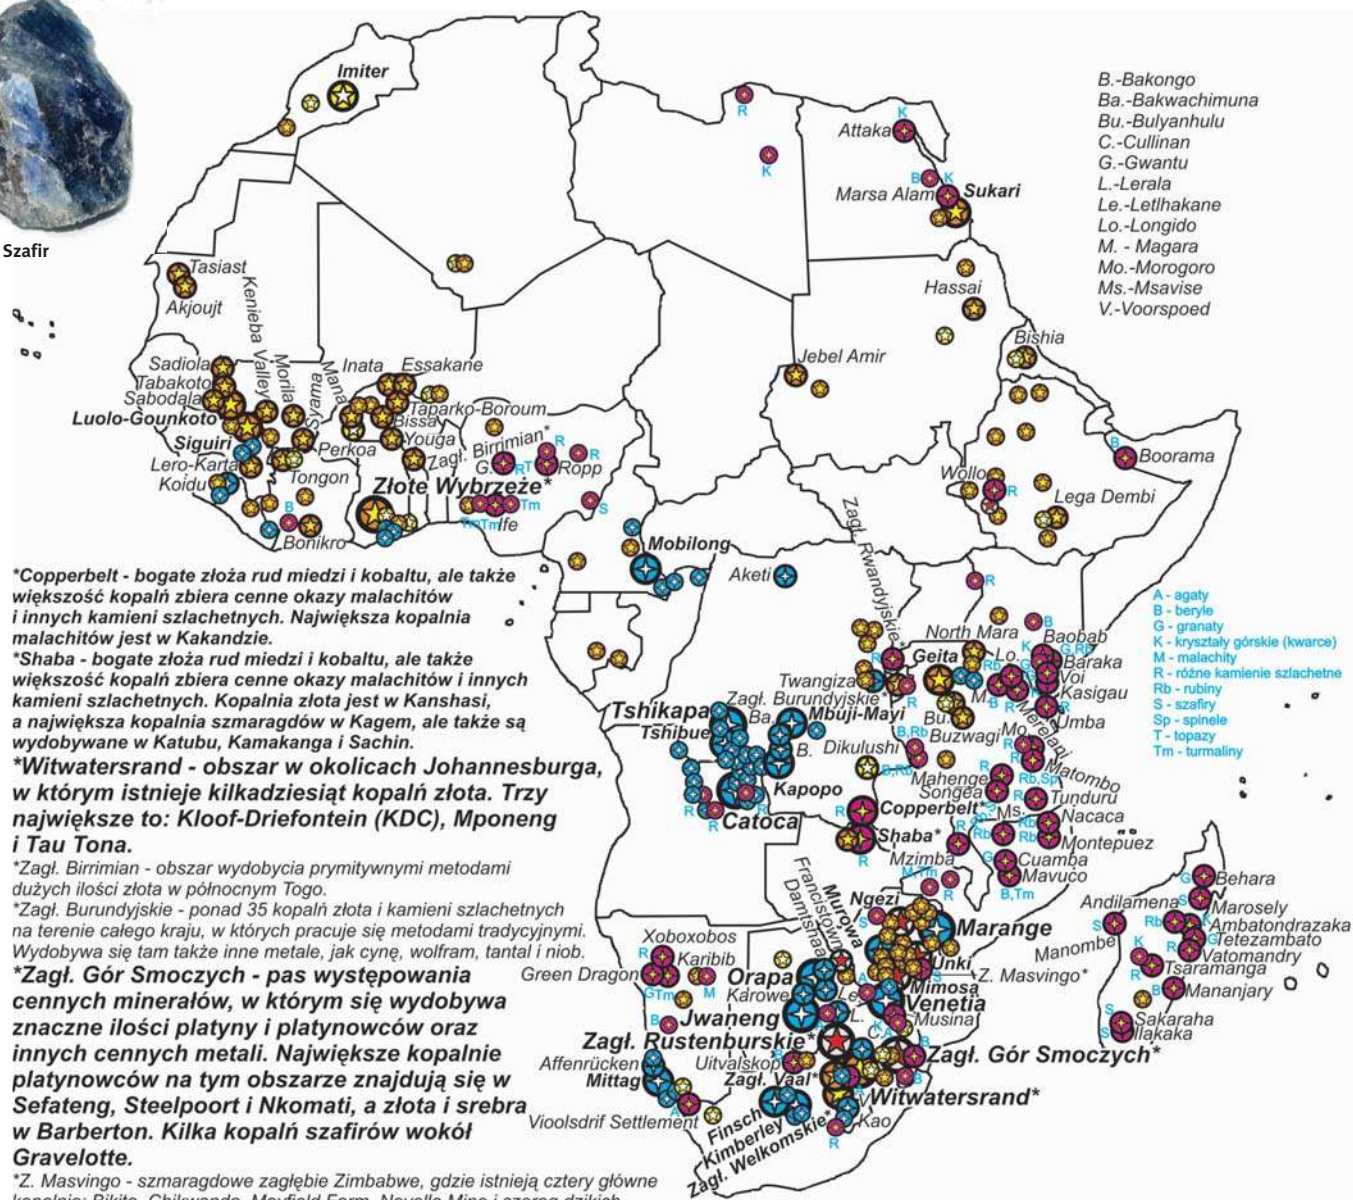 Szafir
Imiter
R
K
K
Attaka
B K
Marsa Alam
Sukari
B.-Bakongo
Ba.-Bakwachimuna
Bu.-Bulyanhulu
C.-Cullinan
G.-Gwantu
L.-Lerala
Le.-Letlhakane
Lo.-Longido
M. - Magara
Mo.-Morogoro
Ms.-Msavise
V.-Voorspoed
Tasiast
Akjoujt
Hassai
Bishia
Jebel Amir
Kenieba Valley
Morila
Syama
Mana
Inata
Essakane
Sadiola
Tabakoto
Sabodala
Luolo-Gounkoto
Siguiri
Lero-Karta
Koidu
Tongon
Perkoa
Taparko-Boroum
Bissa
Youga
Zagł. Birrimian*
G.
R T
R
R
Ropp
Złote Wybrzeże*
Tm Tm
Tm
Ife
S
B
Bonikro
B
Boorama
Wollo
R
Lega Dembi
Mobilong
Aketi
Zagł. Rwandyjskie*
R
B
*Copperbelt - bogate złoża rud miedzi i kobaltu, ale także
większość kopalń zbiera cenne okazy malachitów
i innych kamieni szlachetnych. Największa kopalnia
malachitów jest w Kakandzie.
*Shaba - bogate złoża rud miedzi i kobaltu, ale także
większość kopalń zbiera cenne okazy malachitów i innych
kamieni szlachetnych. Kopalnia złota jest w Kanshasi,
a największa kopalnia szmaragdów w Kagem, ale także są
wydobywane w Katubu, Kamakanga i Sachin.
*Witwatersrand - obszar w okolicach Johannesburga,
w którym istnieje kilkadziesiąt kopalń złota. Trzy
największe to: Kloof-Driefontein (KDC), Mponeng
i Tau Tona.
*Zagł. Birrimian - obszar wydobycia prymitywnymi metodami
dużych ilości złota w północnym Togo.
*Zagł. Burundyjskie - ponad 35 kopalń złota i kamieni szlachetnych
na terenie całego kraju, w których pracuje się metodami tradycyjnymi.
Wydobywa się tam także inne metale, jak cynę, wolfram, tantal i niob.
*Zagł. Gór Smoczych - pas występowania
cennych minerałów, w którym się wydobywa
znaczne ilości platyny i platynowców oraz
innych cennych metali. Największe kopalnie
platynowców na tym obszarze znajdują się w
Sefateng, Steelpoort i Nkomati, a złota i srebra
w Barberton. Kilka kopalń szafirów wokół
Gravelotte.
*Z. Masvingo - szmaragdowe zagłębie Zimbabwe, gdzie istnieją cztery główne
A - agaty
B - beryle
G - granaty
K - kryształy górskie (kwarce)
M - malachity
R - różne kamienie szlachetne
Rb - rubiny
S - szafiry
Sp - spinele
T - topazy
Tm - turmaliny
North Mara
Geita
Lo.
Baobab
Baraka
Voi
Kasigau
Umba
Merelani
Twangiza
Zagł. Burundyjskie*
Tshikapa
Tshibue
Ba.
Mbuji-Mayi
B.
Dikulushi
Bu.
Buzwagi
Mo.
Matombo
Mahenge
Songea
Tunduru
Ms.
Nacaca
Montepuez
Kapopo
Catoca
Copperbelt*
Shaba*
Mzimba
Cuamba
Mavuco
Francistown
Damtshaa
Murowa
Ngezi
Marange
Unki
Z. Masvingo*
Mimosa
Venetia
Musina
Xoboxobos
Karibib
Green Dragon
Orapa
Karowe
Le.
L.
C.
Jwaneng
Zagł. Rustenburskie*
Uitvalskop
Zagł. Vaal*
Zagł. Gór Smoczych*
Witwatersrand*
V.
Kao
Affenrücken
Mittag
Vioolsdrif Settlement
Finsch
Kimberley
Zagł. Welkomskie*
Behara
Andilamena
Marosely
Ambatondrazaka
Tetezambato
Vatomandry
Manombe
Tsaramanga
Mananjary
Sakaraha
Ilakaka